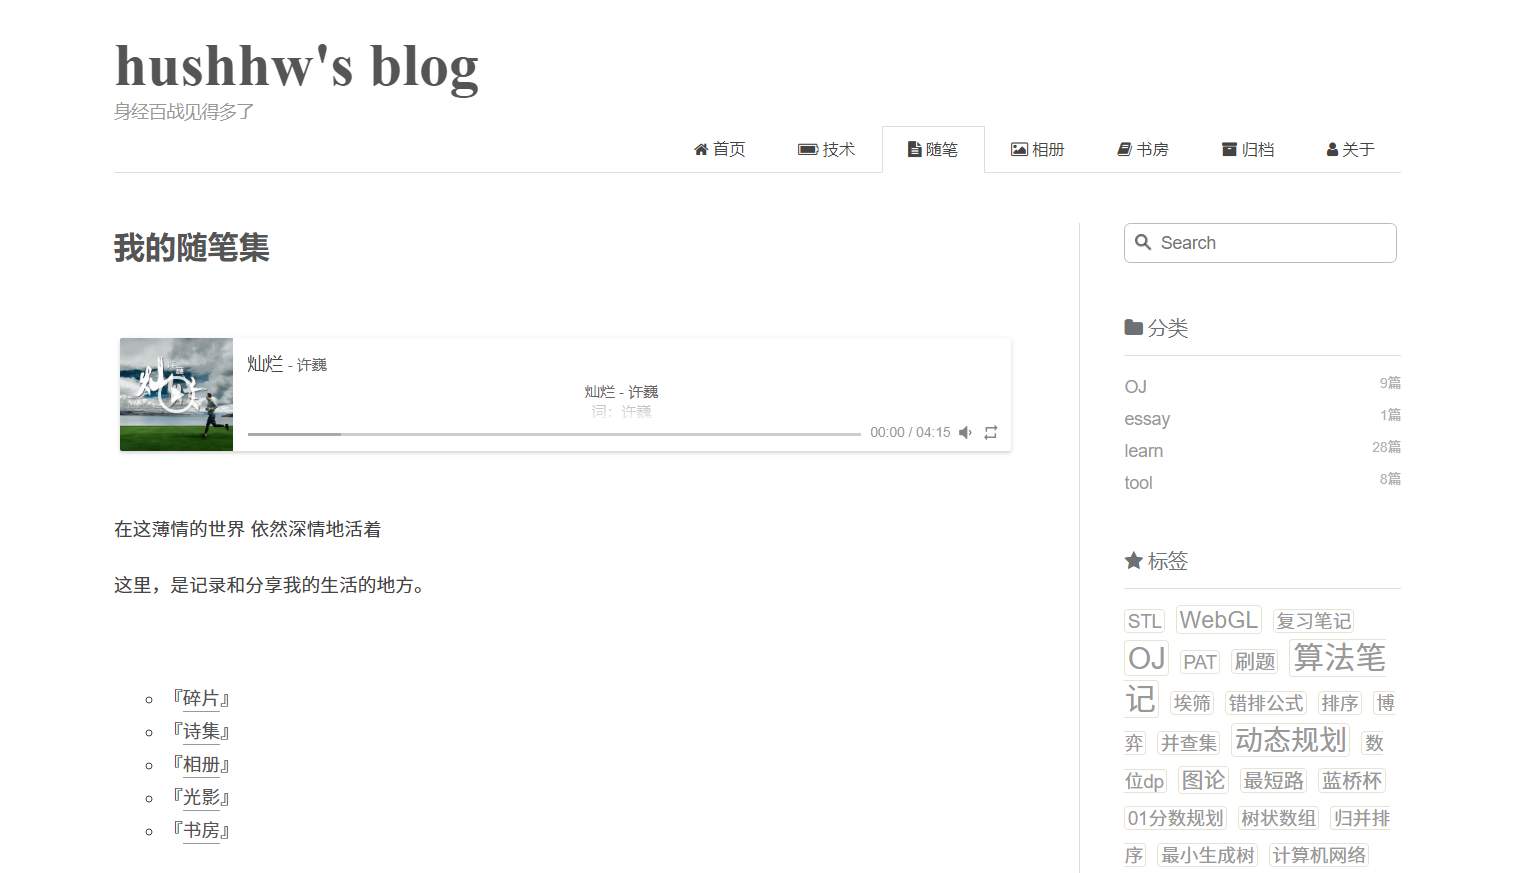 hushhw's blog
身经百战见得多了
首页 技术 随笔 相册 书房 归档 关于
我的随笔集
灿烂 - 许巍
灿烂 - 许巍
词：许巍
00:00 / 04:15
在这薄情的世界 依然深情地活着
这里，是记录和分享我的生活的地方。
『碎片』
『诗集』
『相册』
『光影』
『书房』
Search
分类
OJ 9篇
essay 1篇
learn 28篇
tool 8篇
标签
STL WebGL 复习笔记
OJ PAT 刷题 算法笔
记 埃筛 错排公式 排序 博
弈 并查集 动态规划 数
位dp 图论 最短路 蓝桥杯
01分数规划 树状数组 归并排
序 最小生成树 计算机网络